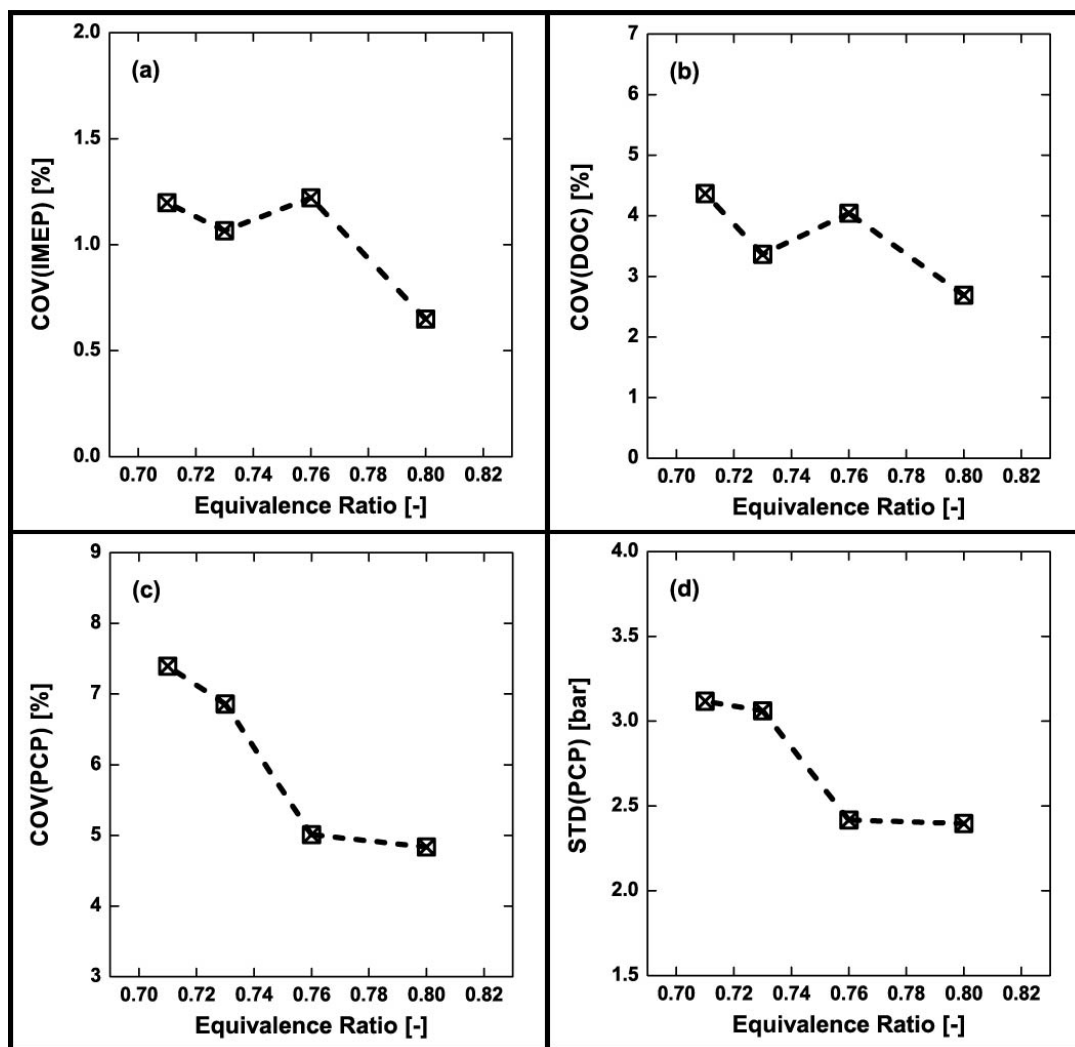 (a)
COV(IMEP) [%]
2.0
1.5
1.0
0.5
0.0
0.70 0.72 0.74 0.76 0.78 0.80 0.82
Equivalence Ratio [-]
(b)
COV(DOC) [%]
7
6
5
4
3
2
1
0
0.70 0.72 0.74 0.76 0.78 0.80 0.82
Equivalence Ratio [-]
(c)
COV(PCP) [%]
9
8
7
6
5
4
3
0.70 0.72 0.74 0.76 0.78 0.80 0.82
Equivalence Ratio [-]
(d)
STD(PCP) [bar]
4.0
3.5
3.0
2.5
2.0
1.5
0.70 0.72 0.74 0.76 0.78 0.80 0.82
Equivalence Ratio [-]